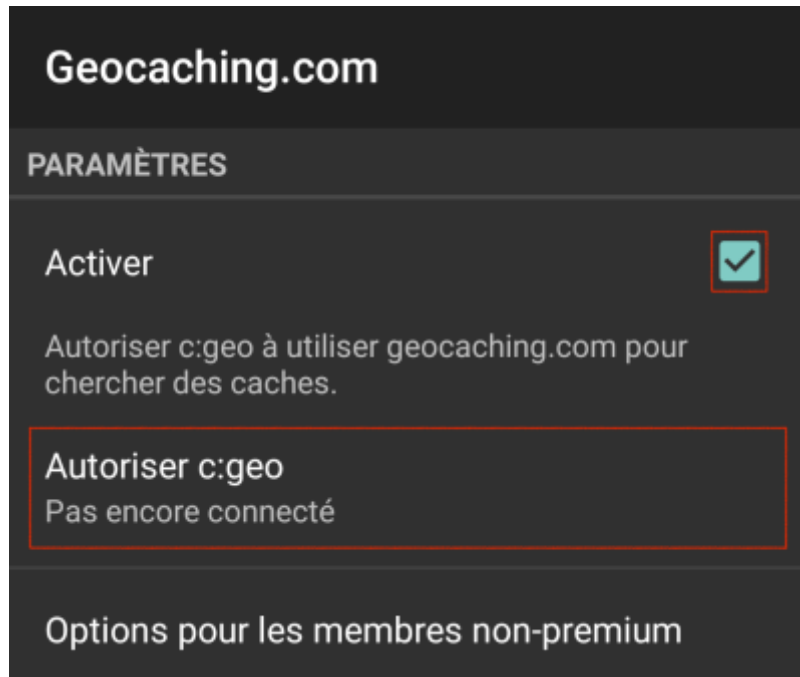 Geocaching.com
PARAMÈTRES
Activer
Autoriser c:geo à utiliser geocaching.com pour
chercher des caches.
Autoriser c:geo
Pas encore connecté
Options pour les membres non-premium